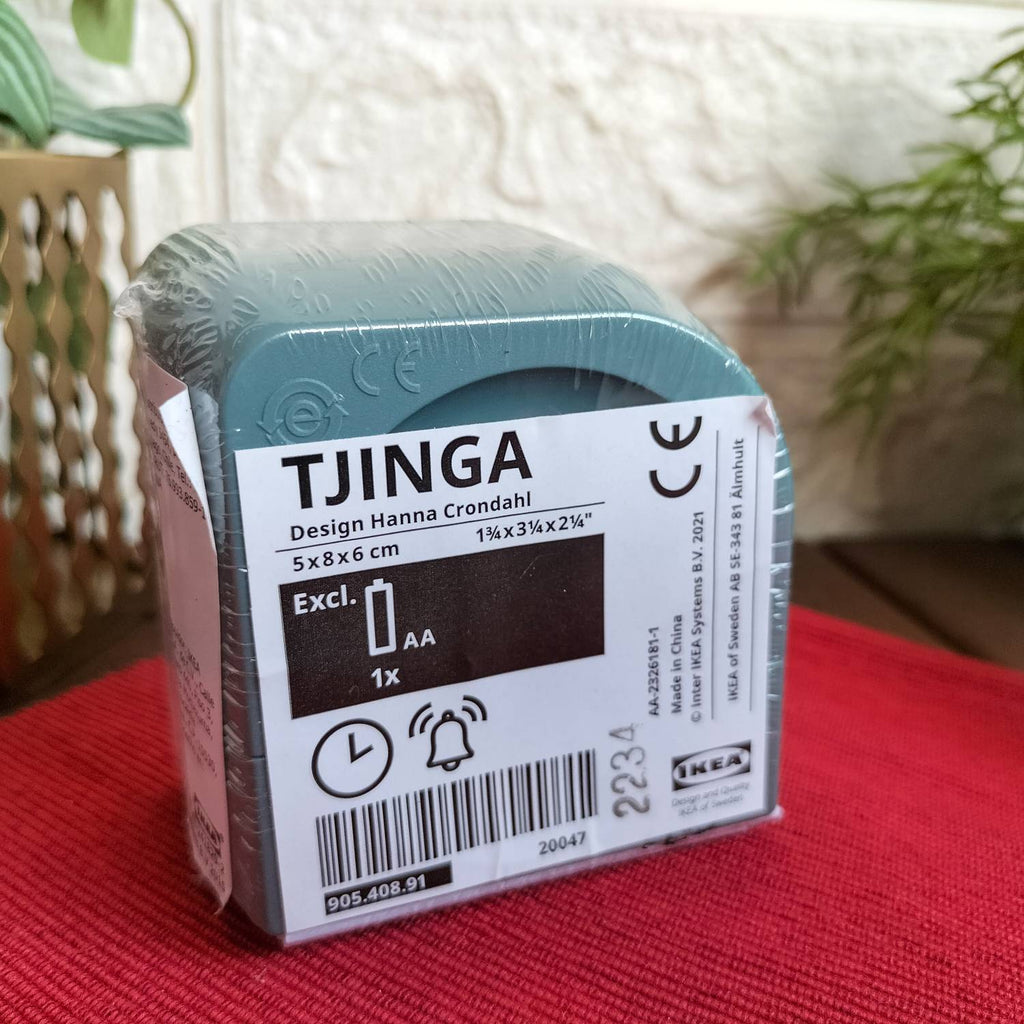 CE
TJINGA
Design Hanna Crondahl
5x8x6 cm 1¾x3¼x2¼"
Excl.
AA
1x
905.408.91
20047
2234
CE
AA-2326181-1
Made in China
© Inter IKEA Systems B.V. 2021
IKEA of Sweden AB SE-343 81 Älmhult
IKEA
Design and Quality
IKEA of Sweden